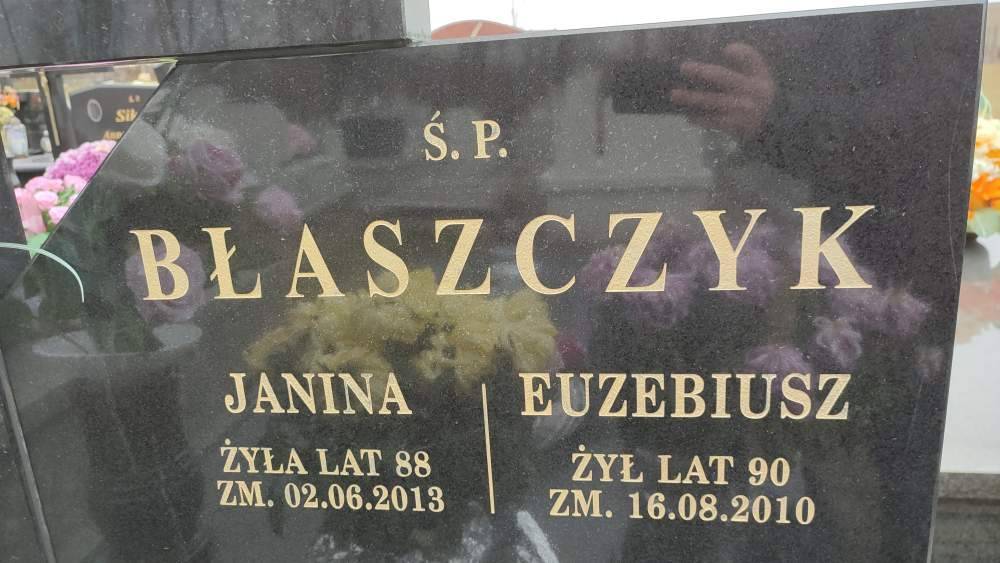 Ś. P.
BŁASZCZYK
JANINA
ŻYŁA LAT 88
ZM. 02.06.2013
EUZEBIUSZ
ŻYŁ LAT 90
ZM. 16.08.2010